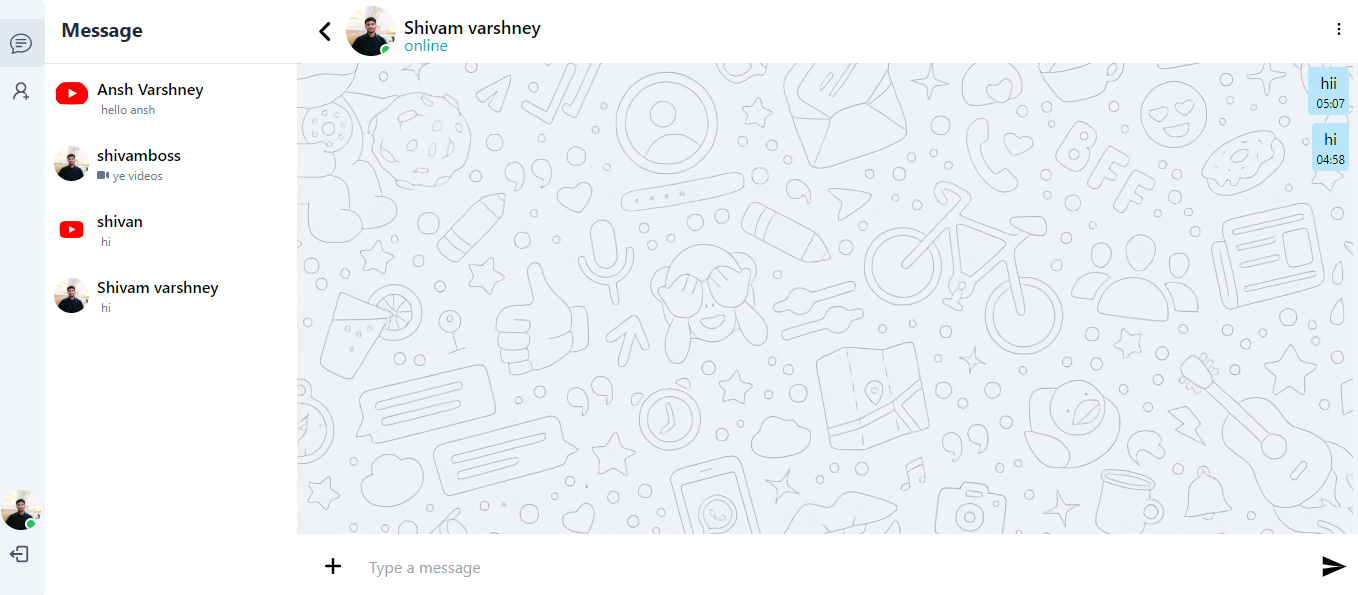 Message
Ansh Varshney
hello ansh
shivamboss
ye videos
shivan
hi
Shivam varshney
hi
Shivam varshney
online
hii
05:07
hi
04:58
BFF
Type a message